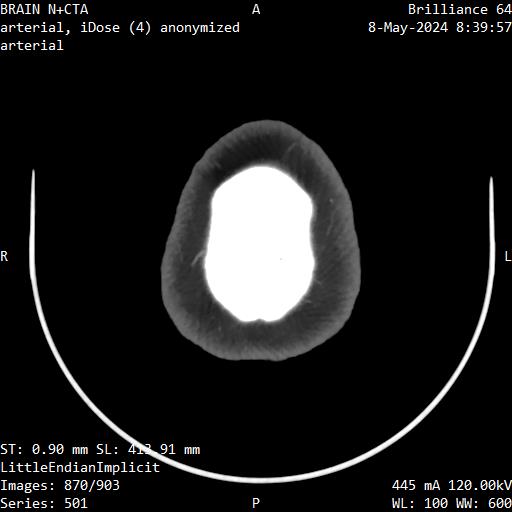 BRAIN N+CTA
A
Brilliance 64
arterial, iDose (4) anonymized
8-May-2024 8:39:57
arterial
R
L
ST: 0.90 mm SL: 413.91 mm
LittleEndianImplicit
Images: 870/903
445 mA 120.00kV
Series: 501
P
WL: 100 WW: 600